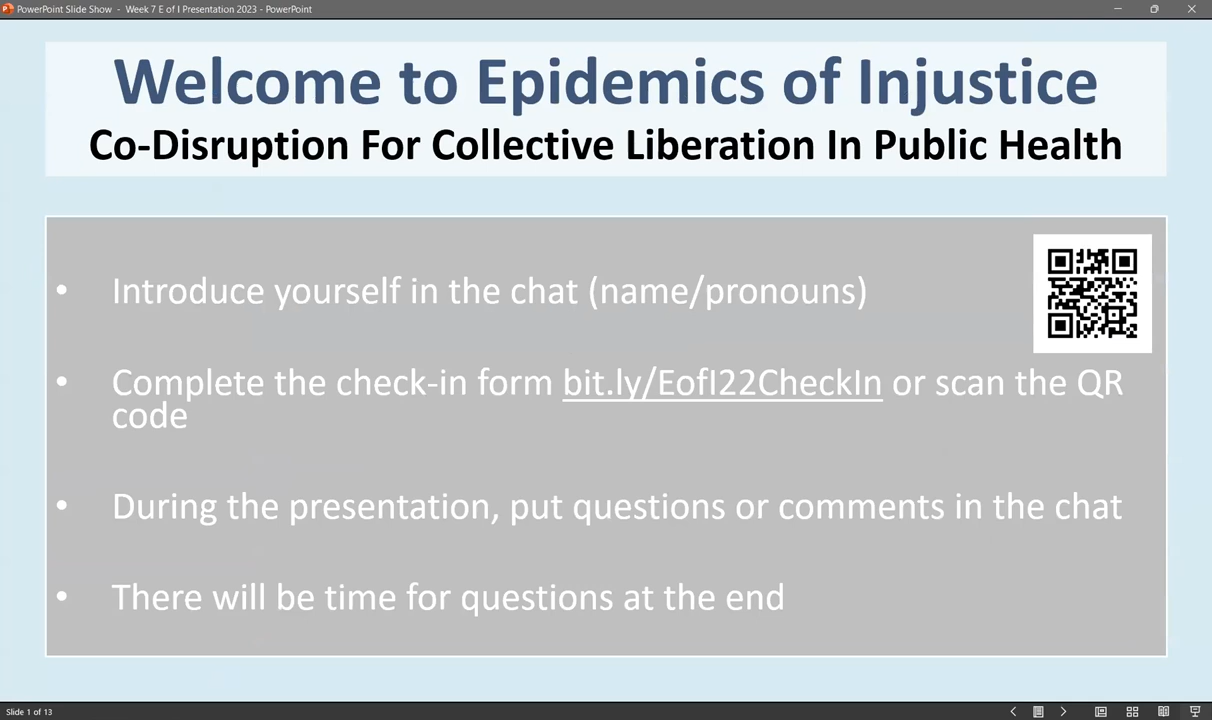 PowerPoint Slide Show - Week 7 E of I Presentation 2023 - PowerPoint
Welcome to Epidemics of Injustice
Co-Disruption For Collective Liberation In Public Health
• Introduce yourself in the chat (name/pronouns)
• Complete the check-in form bit.ly/EofI22CheckIn or scan the QR
code
• During the presentation, put questions or comments in the chat
• There will be time for questions at the end
Slide 1 of 13